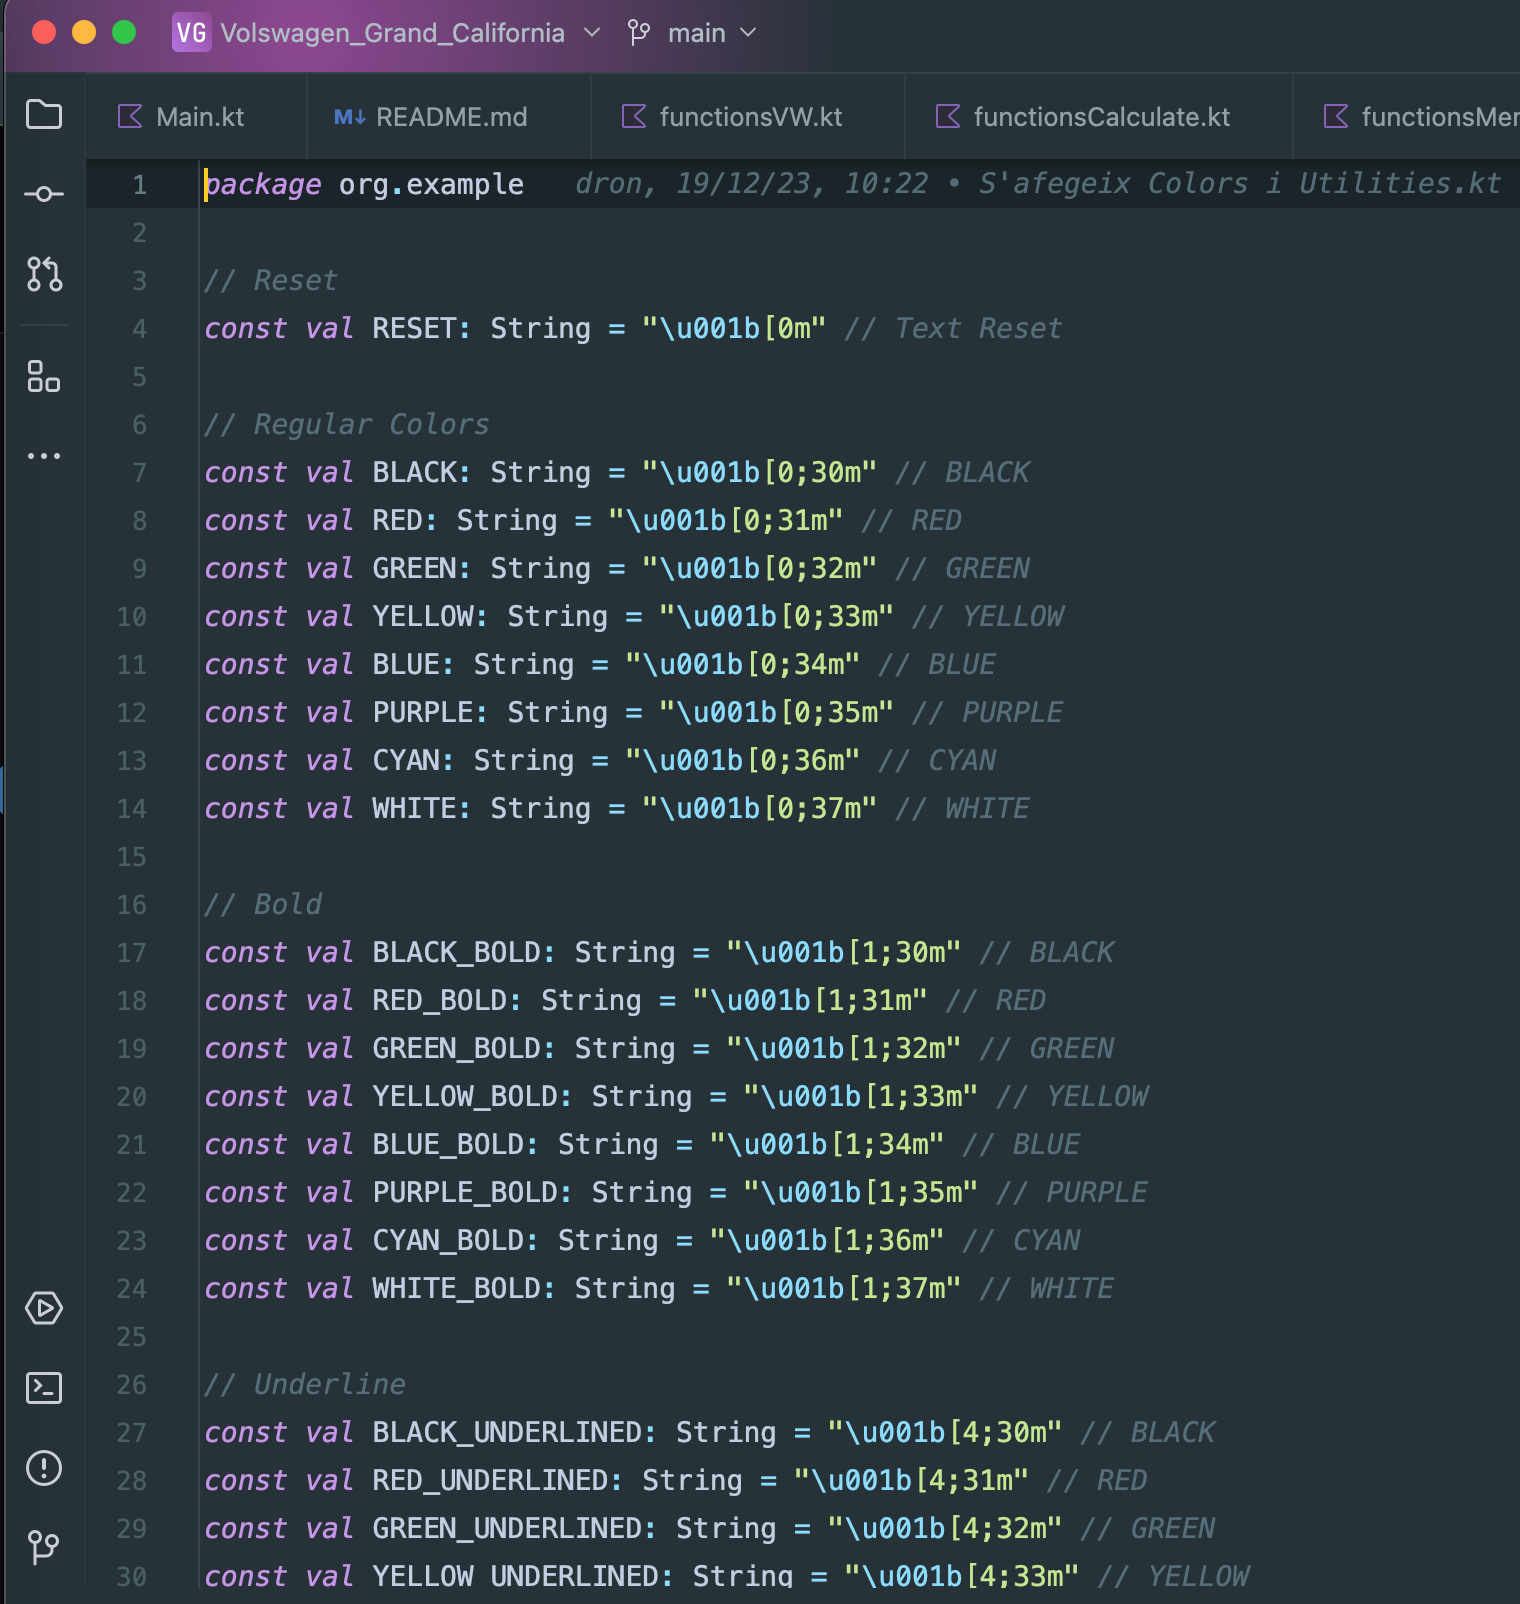 VG Volswagen_Grand_California main
Main.kt README.md functionsVW.kt functionsCalculate.kt
1 package org.example dron, 19/12/23, 10:22 • S'afegeix Colors i Utilities.kt
2
3 // Reset
4 const val RESET: String = "\u001b[0m" // Text Reset
5
6 // Regular Colors
7 const val BLACK: String = "\u001b[0;30m" // BLACK
8 const val RED: String = "\u001b[0;31m" // RED
9 const val GREEN: String = "\u001b[0;32m" // GREEN
10 const val YELLOW: String = "\u001b[0;33m" // YELLOW
11 const val BLUE: String = "\u001b[0;34m" // BLUE
12 const val PURPLE: String = "\u001b[0;35m" // PURPLE
13 const val CYAN: String = "\u001b[0;36m" // CYAN
14 const val WHITE: String = "\u001b[0;37m" // WHITE
15
16 // Bold
17 const val BLACK_BOLD: String = "\u001b[1;30m" // BLACK
18 const val RED_BOLD: String = "\u001b[1;31m" // RED
19 const val GREEN_BOLD: String = "\u001b[1;32m" // GREEN
20 const val YELLOW_BOLD: String = "\u001b[1;33m" // YELLOW
21 const val BLUE_BOLD: String = "\u001b[1;34m" // BLUE
22 const val PURPLE_BOLD: String = "\u001b[1;35m" // PURPLE
23 const val CYAN_BOLD: String = "\u001b[1;36m" // CYAN
24 const val WHITE_BOLD: String = "\u001b[1;37m" // WHITE
25
26 // Underline
27 const val BLACK_UNDERLINED: String = "\u001b[4;30m" // BLACK
28 const val RED_UNDERLINED: String = "\u001b[4;31m" // RED
29 const val GREEN_UNDERLINED: String = "\u001b[4;32m" // GREEN
30 const val YELLOW_UNDERLINED: String = "\u001b[4;33m" // YELLOW